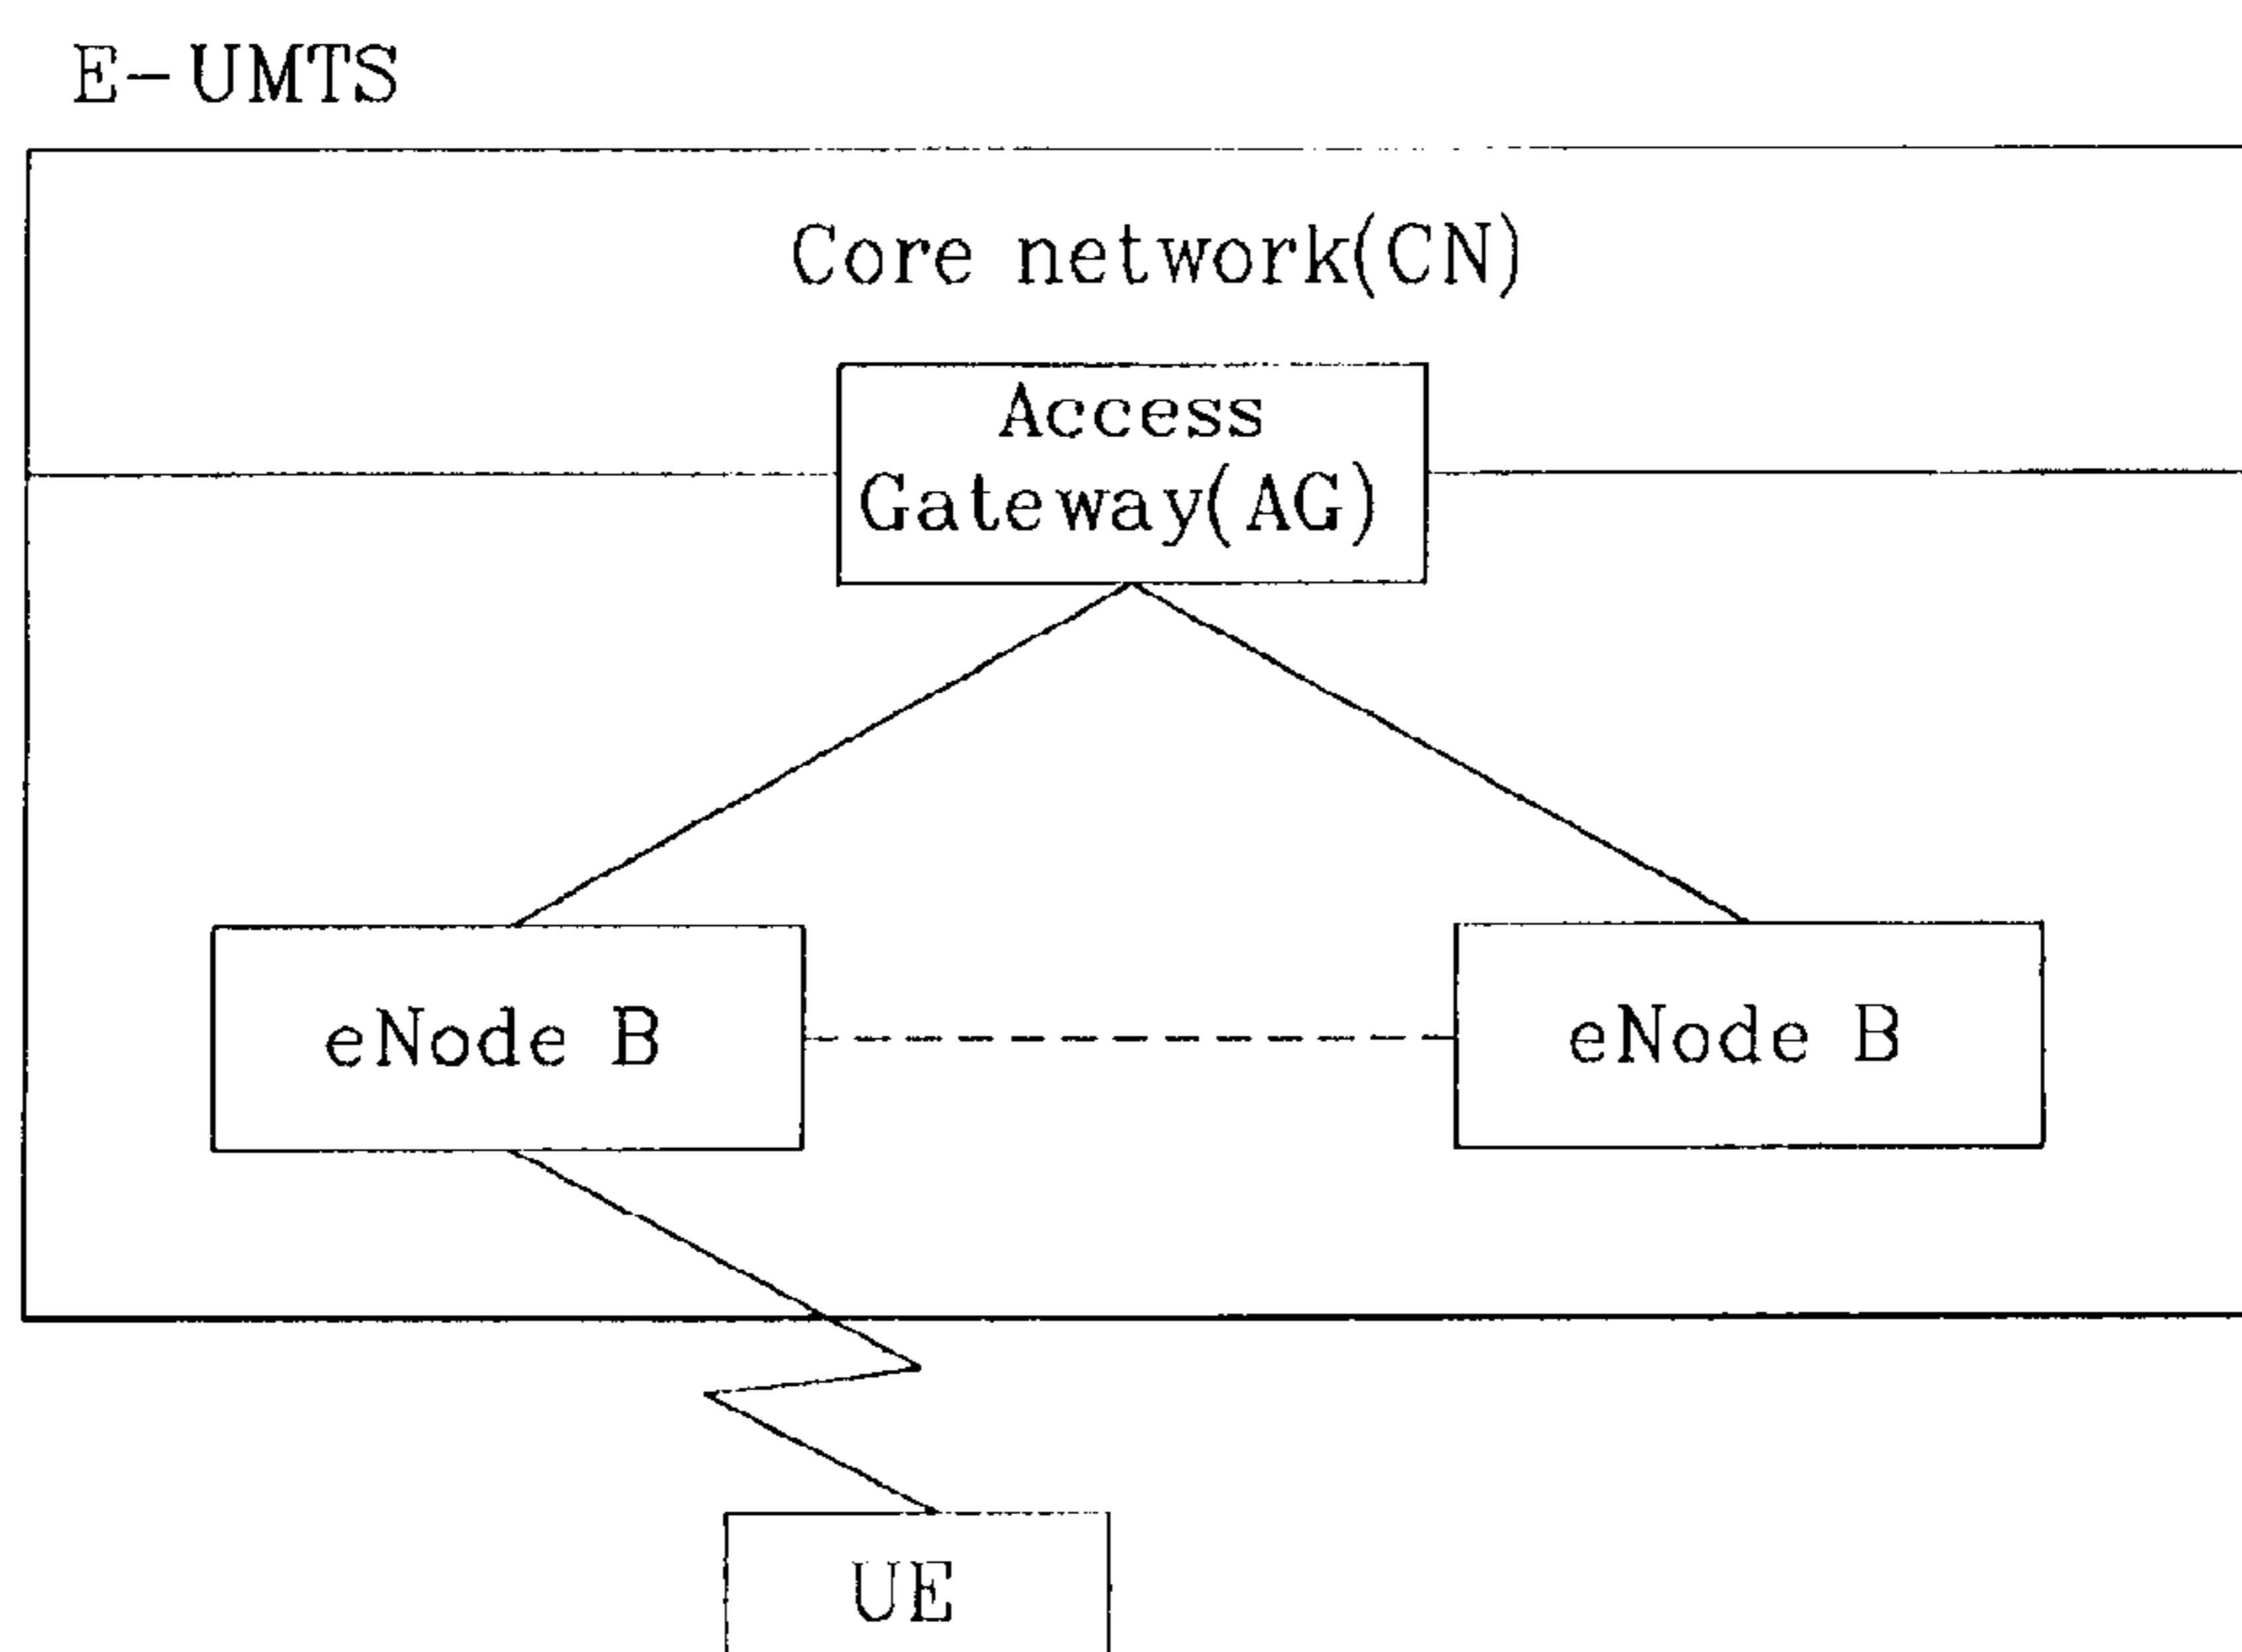 E-UMTS
Core network(CN)
Access
Gateway(AG)
eNode B
eNode B
UE